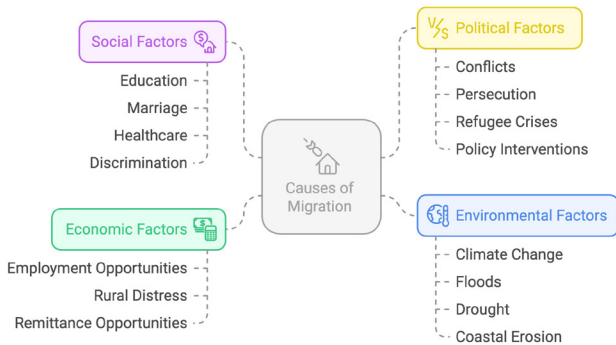 Social Factors
Education
Marriage
Healthcare
Discrimination
Economic Factors
Employment Opportunities
Rural Distress
Remittance Opportunities
Causes of
Migration
V/S
Political Factors
Conflicts
Persecution
Refugee Crises
Policy Interventions
Environmental Factors
Climate Change
Floods
Drought
Coastal Erosion